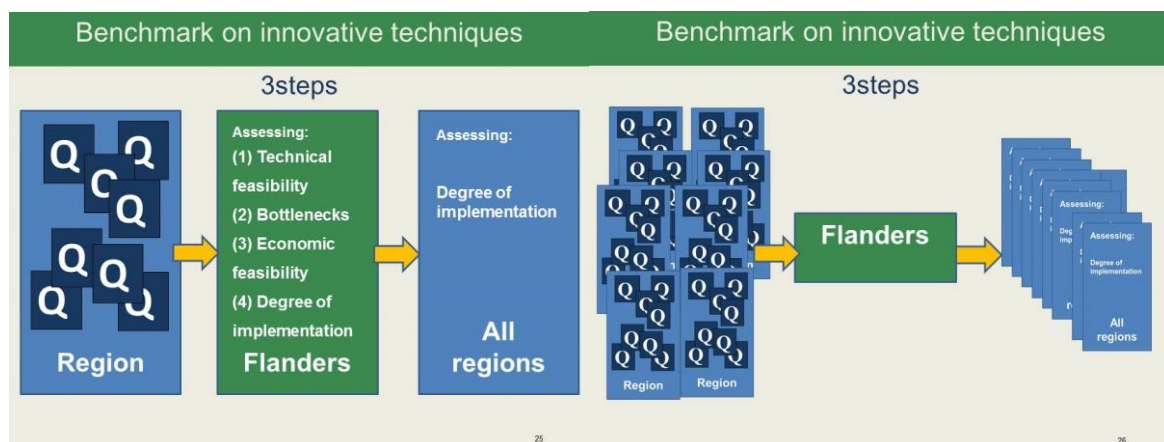 Benchmark on innovative techniques
3steps
Q
Q
Q
Q
Q
Q
Q
Q
Region
Assessing:
(1) Technical
feasibility
(2) Bottlenecks
(3) Economic
feasibility
(4) Degree of
implementation
Flanders
Assessing:
Degree of
implementation
All
regions
25
Benchmark on innovative techniques
3steps
Q Q
Q Q
Q Q
Q Q
Q Q
Q Q
Q
Q
Q Q
Q Q
Q
Q
Q
Q
Q Q
Q Q
Region
Region
Flanders
Assessing:
Assessing:
Degree of
implementation
All
regions
26